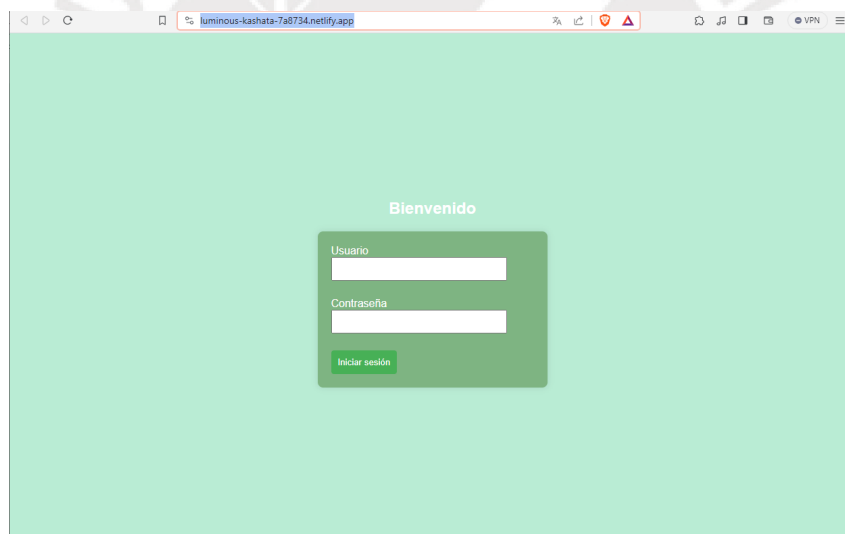 luminous-kashata-7a8734.netlify.app
VPN
Bienvenido
Usuario
Contraseña
Iniciar sesión